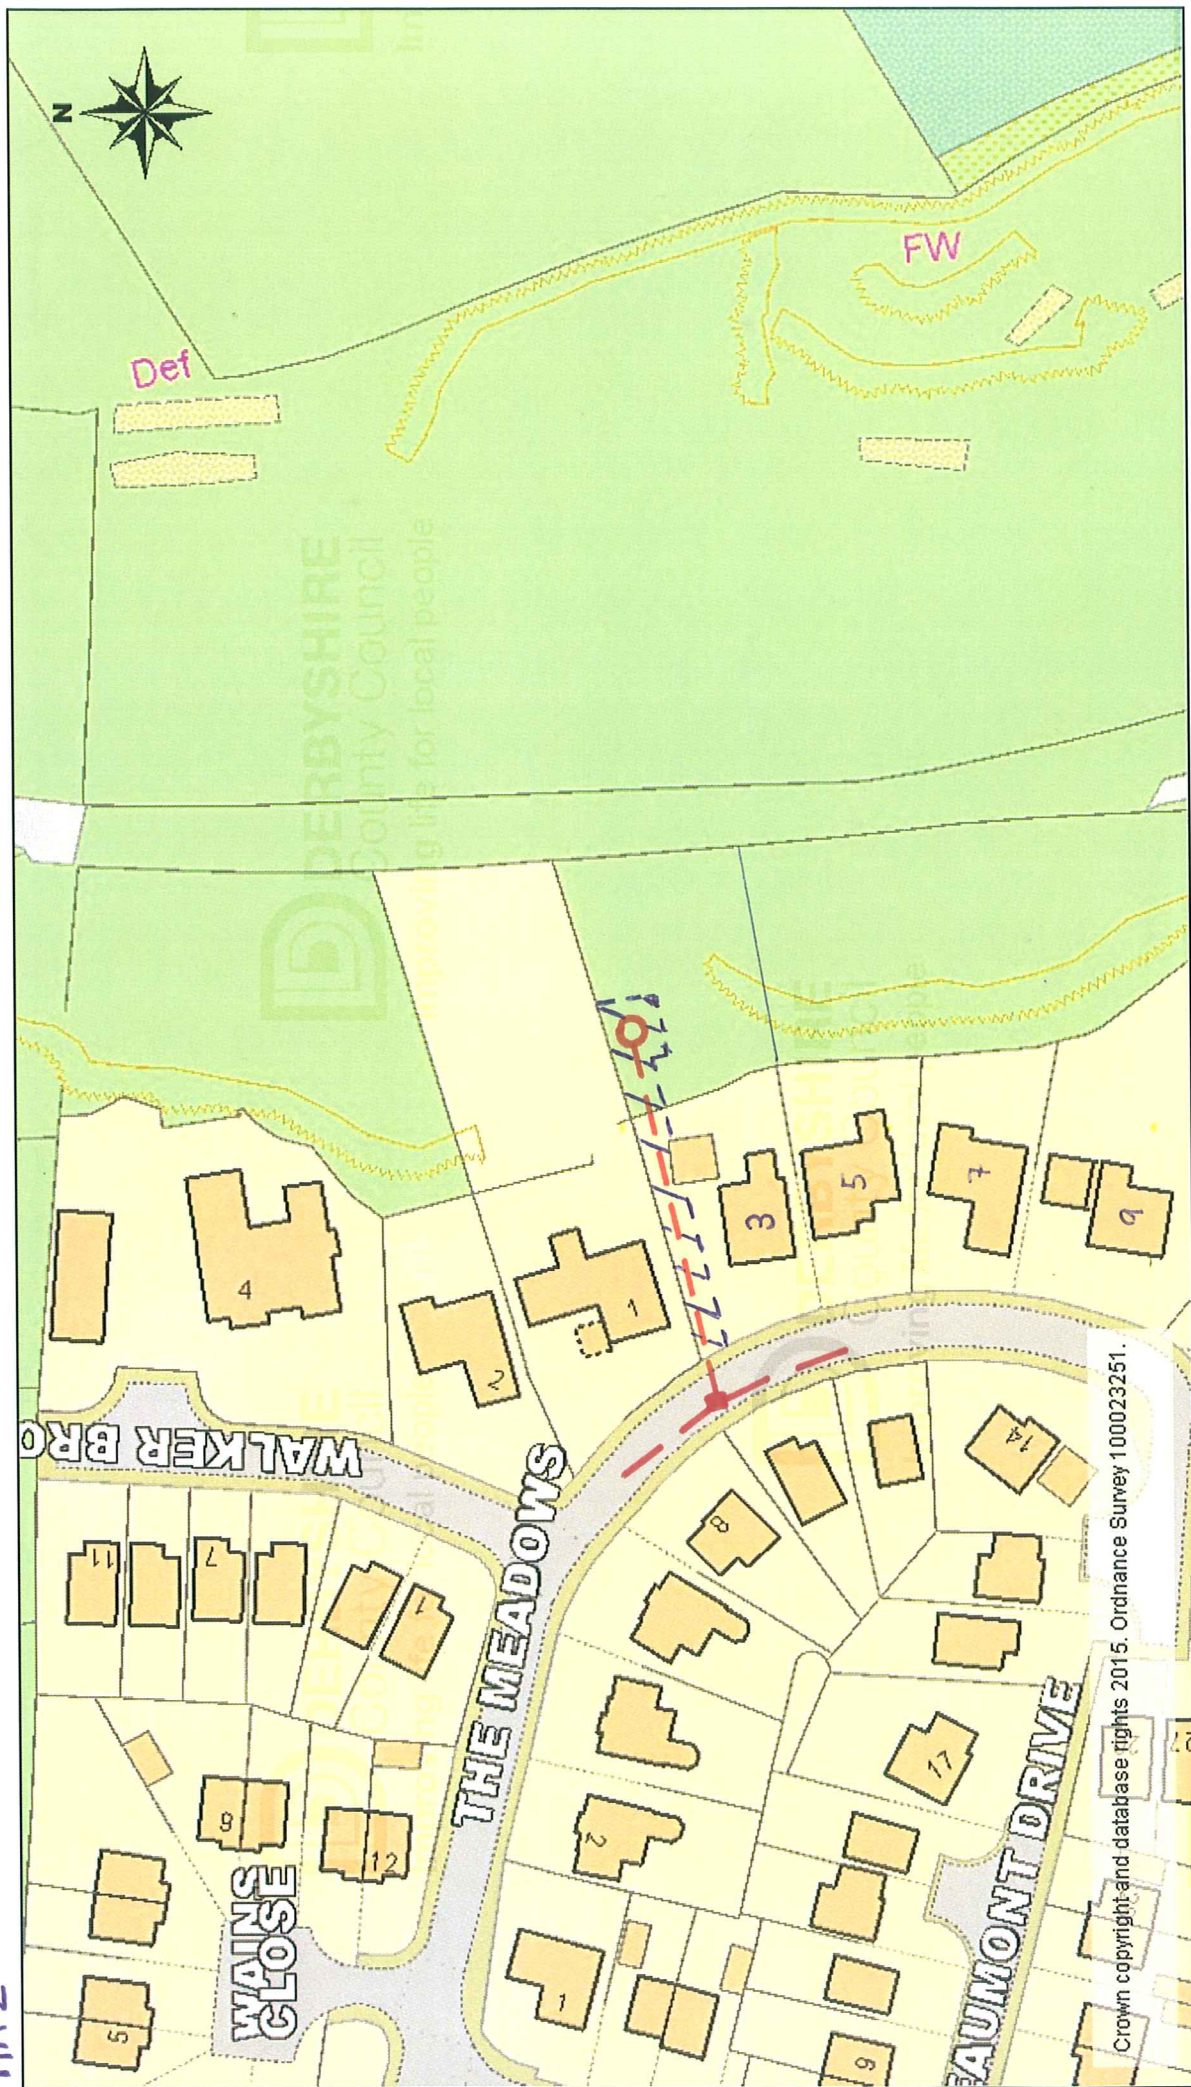 N
Def
FW
DERBYSHIRE
County Council
Improving life for local people
4
2
1
3
5
7
9
WALKER BRO
THE MEADOWS
11
7
1
8
14
9
12
WAINS
CLOSE
5
2
1
17
9
AUMONT DRIVE
Crown copyright and database rights 2015. Ordnance Survey 100023251.